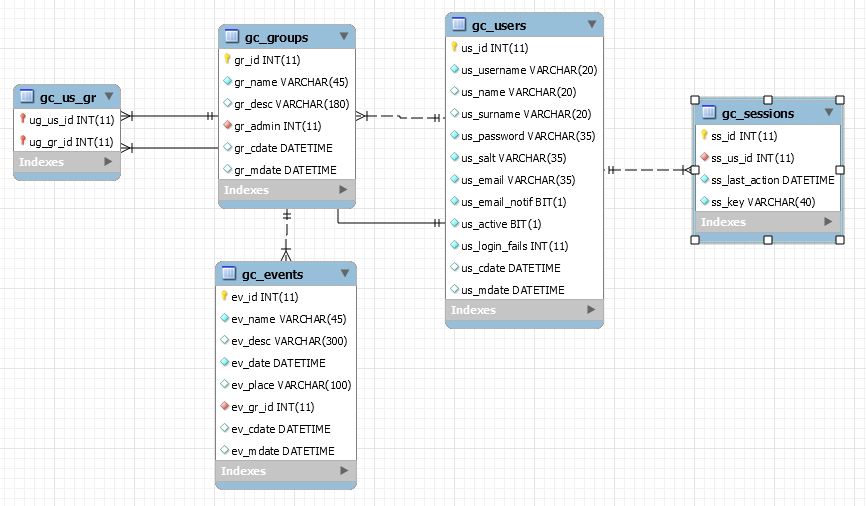 gc_us_gr
ug_us_id INT(11)
ug_gr_id INT(11)
Indexes
gc_groups
gr_id INT(11)
gr_name VARCHAR(45)
gr_desc VARCHAR(180)
gr_admin INT(11)
gr_cdate DATETIME
gr_mdate DATETIME
Indexes
gc_events
ev_id INT(11)
ev_name VARCHAR(45)
ev_desc VARCHAR(300)
ev_date DATETIME
ev_place VARCHAR(100)
ev_gr_id INT(11)
ev_cdate DATETIME
ev_mdate DATETIME
Indexes
gc_users
us_id INT(11)
us_username VARCHAR(20)
us_name VARCHAR(20)
us_surname VARCHAR(20)
us_password VARCHAR(35)
us_salt VARCHAR(35)
us_email VARCHAR(35)
us_email_notif BIT(1)
us_active BIT(1)
us_login_fails INT(11)
us_cdate DATETIME
us_mdate DATETIME
Indexes
gc_sessions
ss_id INT(11)
ss_us_id INT(11)
ss_last_action DATETIME
ss_key VARCHAR(40)
Indexes